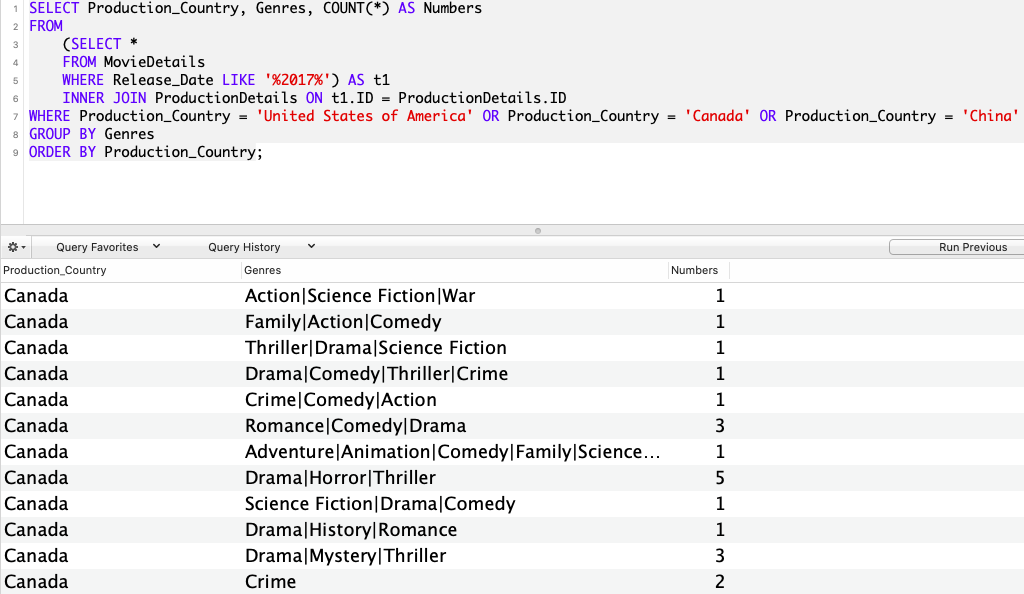 1 SELECT Production_Country, Genres, COUNT(*) AS Numbers
2 FROM
3 (SELECT *
4 FROM MovieDetails
5 WHERE Release_Date LIKE '%2017%') AS t1
6 INNER JOIN ProductionDetails ON t1.ID = ProductionDetails.ID
7 WHERE Production_Country = 'United States of America' OR Production_Country = 'Canada' OR Production_Country = 'China'
8 GROUP BY Genres
9 ORDER BY Production_Country;
Query Favorites Query History Run Previous
Production_Country Genres Numbers
Canada Action|Science Fiction|War 1
Canada Family|Action|Comedy 1
Canada Thriller|Drama|Science Fiction 1
Canada Drama|Comedy|Thriller|Crime 1
Canada Crime|Comedy|Action 1
Canada Romance|Comedy|Drama 3
Canada Adventure|Animation|Comedy|Family|Science... 1
Canada Drama|Horror|Thriller 5
Canada Science Fiction|Drama|Comedy 1
Canada Drama|History|Romance 1
Canada Drama|Mystery|Thriller 3
Canada Crime 2